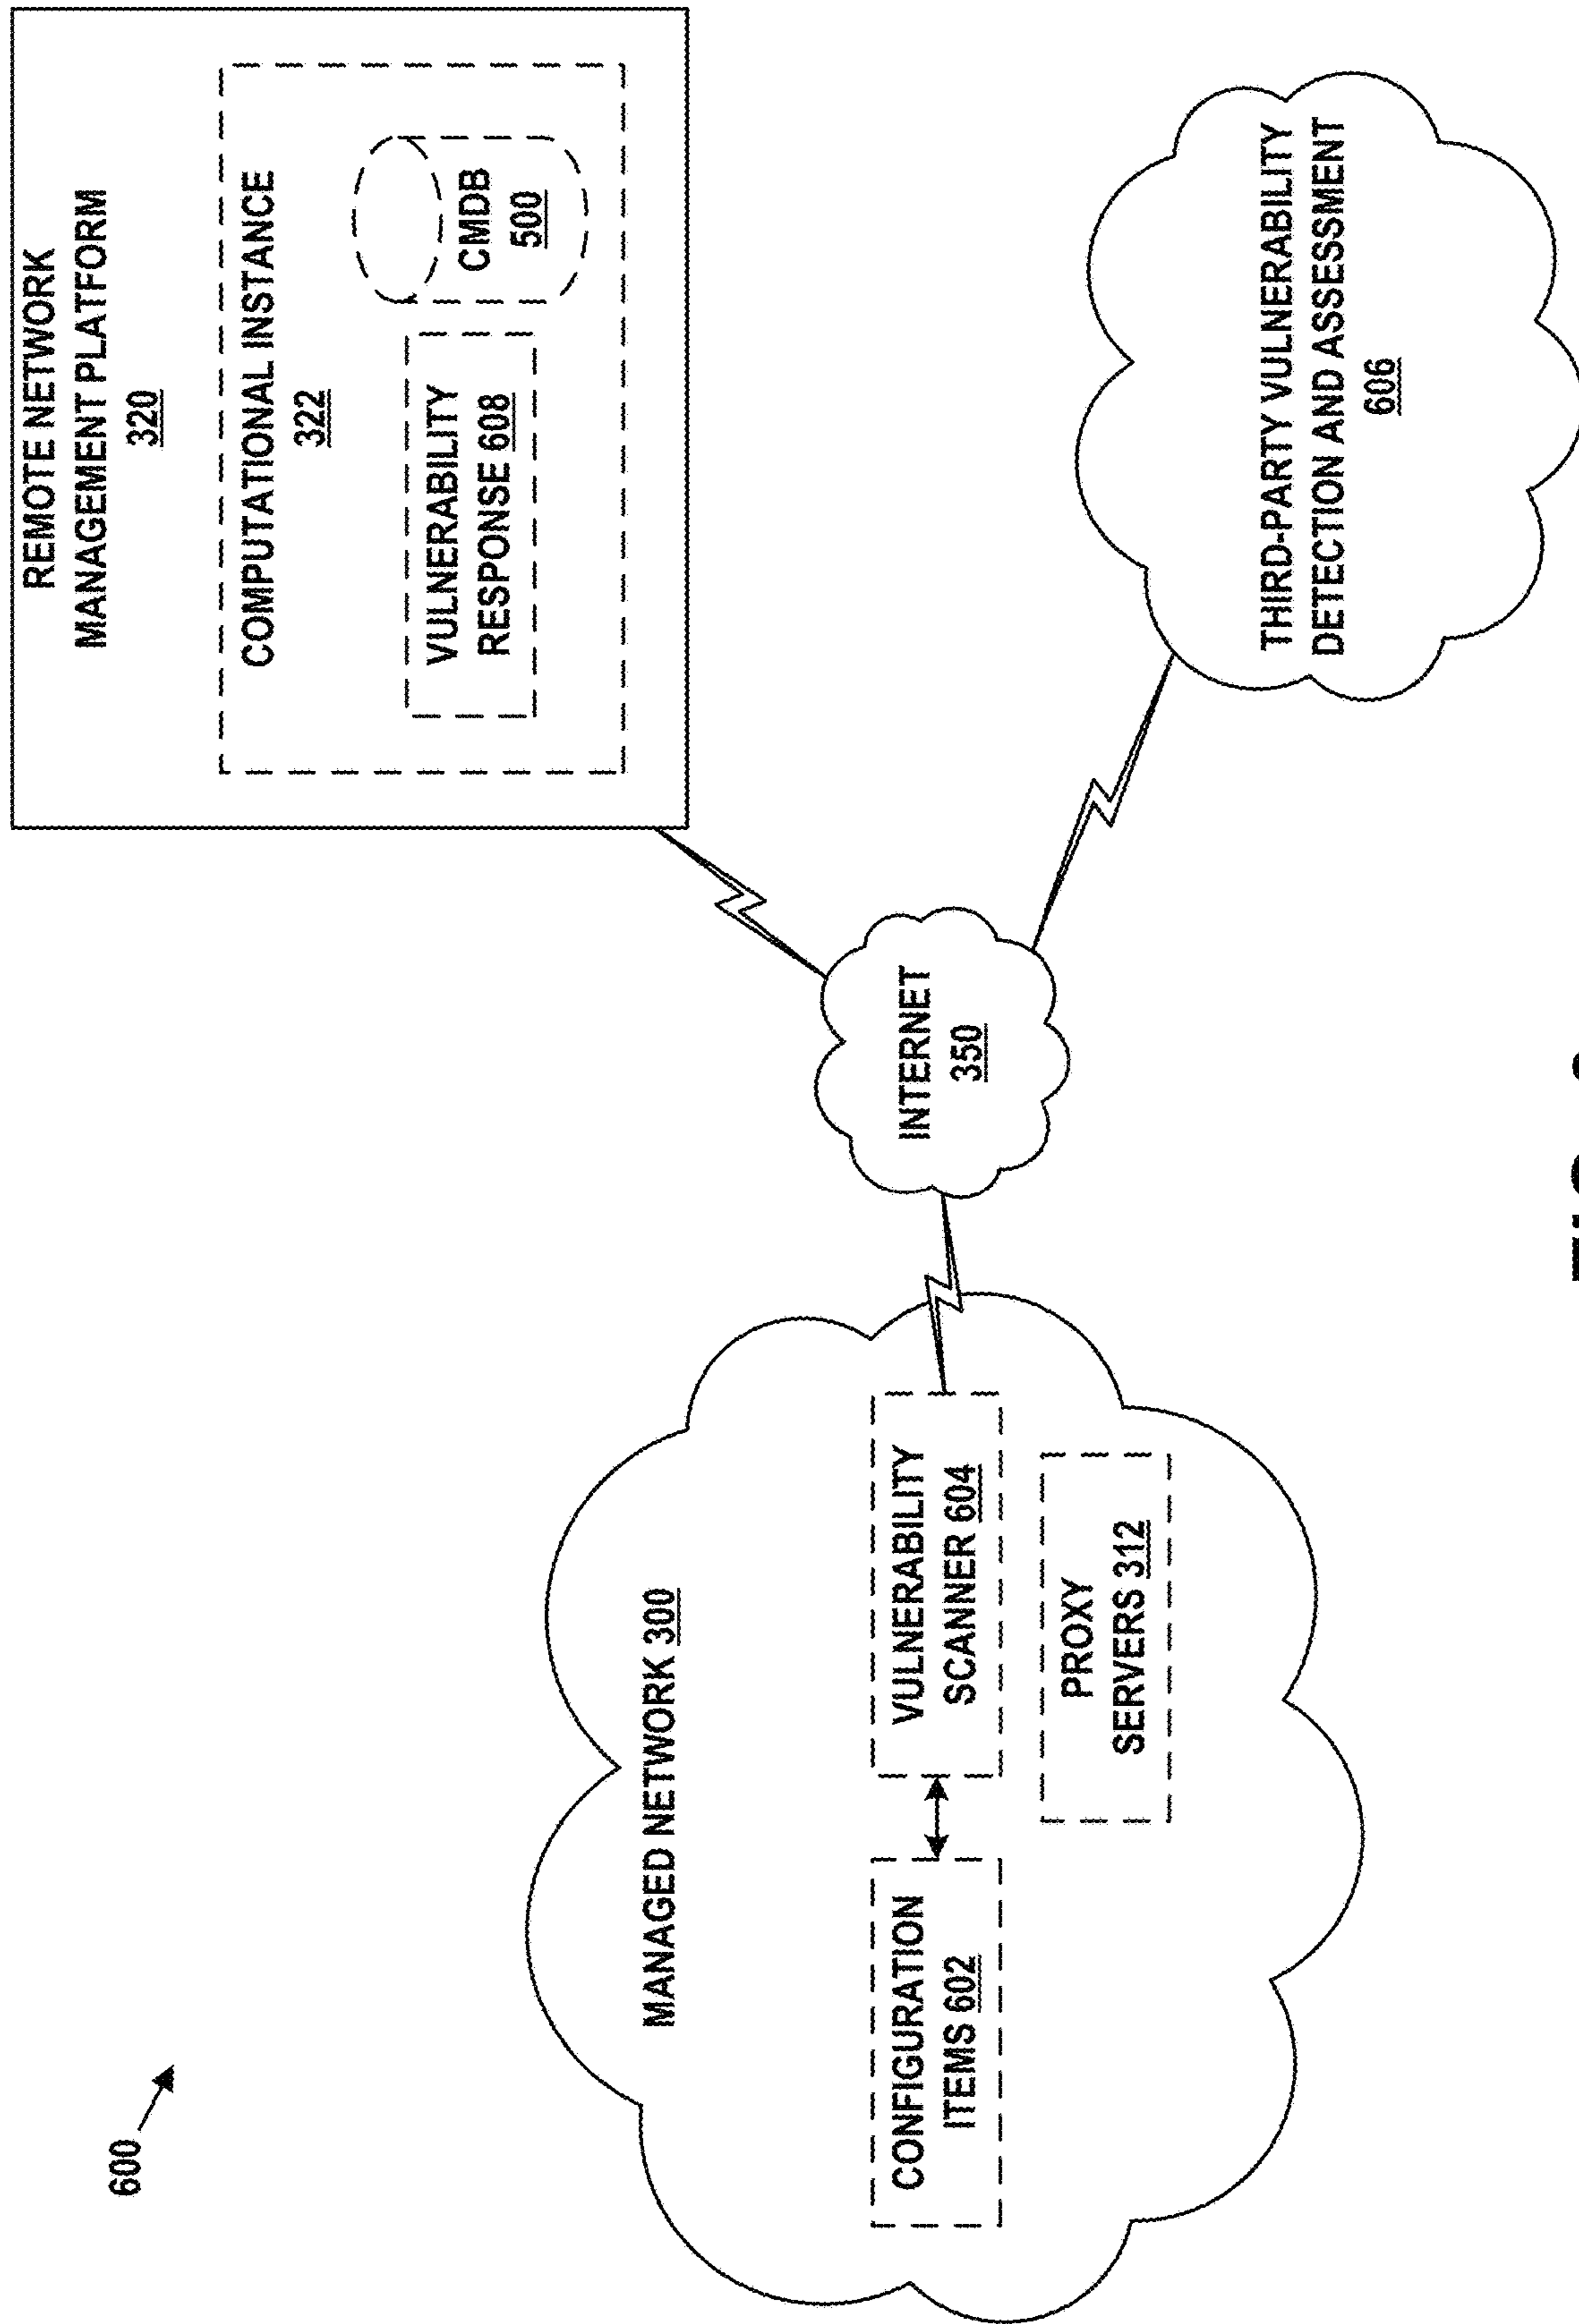 600
REMOTE NETWORK
MANAGEMENT PLATFORM
320
COMPUTATIONAL INSTANCE
322
VULNERABILITY
RESPONSE 608
CMDB
500
MANAGED NETWORK 300
CONFIGURATION
ITEMS 602
VULNERABILITY
SCANNER 604
PROXY
SERVERS 312
INTERNET
350
THIRD-PARTY VULNERABILITY
DETECTION AND ASSESSMENT
606